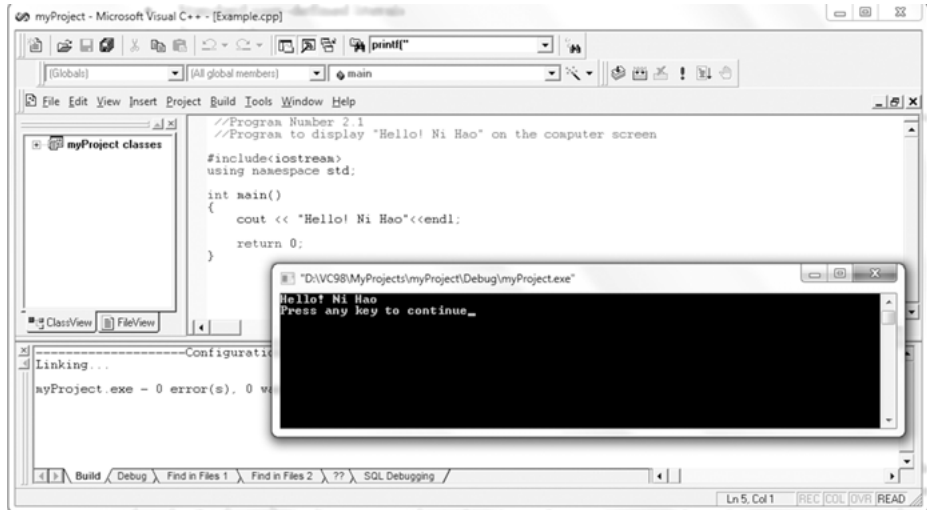 myProject - Microsoft Visual C++ - [Example.cpp]
printf("
(Globals) (All global members) main
File Edit View Insert Project Build Tools Window Help
myProject classes
//Program Number 2.1
//Program to display "Hello! Ni Hao" on the computer screen
#include<iostream>
using namespace std;
int main()
{
cout << "Hello! Ni Hao"<<endl;
return 0;
}
ClassView FileView
"D:\VC98\MyProjects\myProject\Debug\myProject.exe"
Hello! Ni Hao
Press any key to continue_
--------------------Configuratio
Linking...
myProject.exe - 0 error(s), 0 wa
Build Debug Find in Files 1 Find in Files 2 ?? SQL Debugging
Ln 5, Col 1 REC COL OVR READ